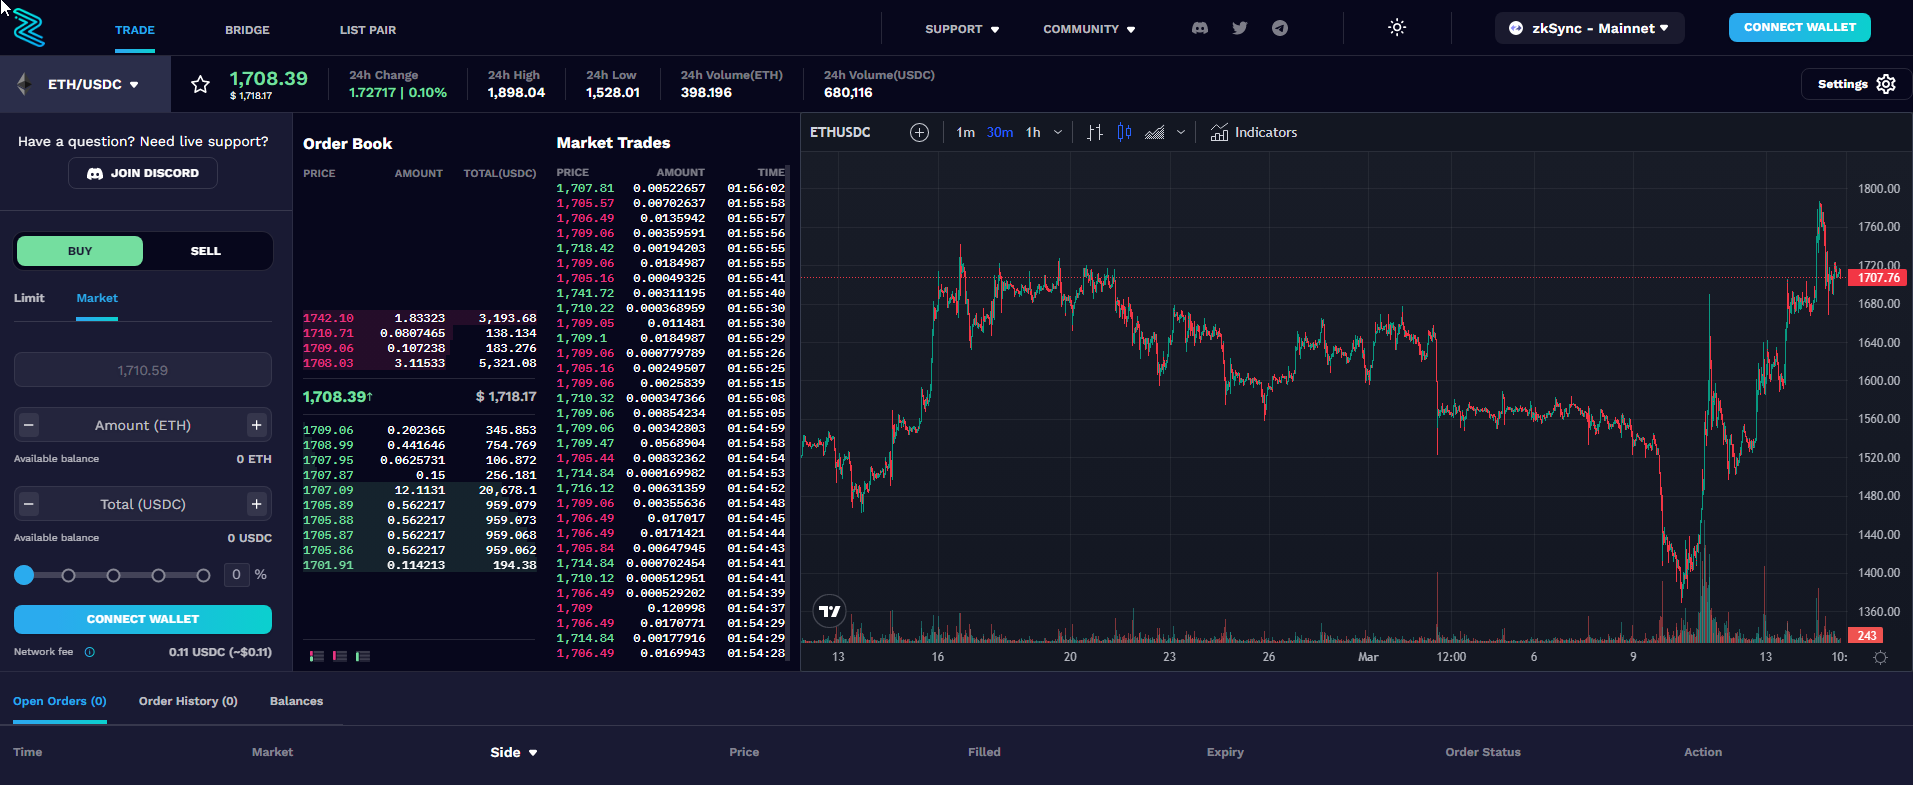 TRADE BRIDGE LIST PAIR SUPPORT COMMUNITY zkSync - Mainnet CONNECT WALLET
ETH/USDC
1,708.39
$ 1,718.17
24h Change
1.72717 | 0.10%
24h High
1,898.04
24h Low
1,528.01
24h Volume(ETH)
398.196
24h Volume(USDC)
680,116
Settings
Have a question? Need live support?
JOIN DISCORD
BUY SELL
Limit Market
1,710.59
− Amount (ETH) +
Available balance 0 ETH
− Total (USDC) +
Available balance 0 USDC
0 %
CONNECT WALLET
Network fee 0.11 USDC (~$0.11)
Order Book
PRICE AMOUNT TOTAL(USDC)
1742.10 1.83323 3,193.68
1710.71 0.0807465 138.134
1709.06 0.107238 183.276
1708.03 3.11533 5,321.08
1,708.39↑ $ 1,718.17
1709.06 0.202365 345.853
1708.99 0.441646 754.769
1707.95 0.0625731 106.872
1707.87 0.15 256.181
1707.09 12.1131 20,678.1
1705.89 0.562217 959.079
1705.88 0.562217 959.073
1705.87 0.562217 959.068
1705.86 0.562217 959.062
1701.91 0.114213 194.38
Market Trades
PRICE AMOUNT TIME
1,707.81 0.00522657 01:56:02
1,705.57 0.00702637 01:55:58
1,706.49 0.0135942 01:55:57
1,709.06 0.00359591 01:55:56
1,718.42 0.00194203 01:55:55
1,709.06 0.0184987 01:55:55
1,705.16 0.00049325 01:55:41
1,741.72 0.00311195 01:55:40
1,710.22 0.000368959 01:55:30
1,709.05 0.011481 01:55:30
1,709.1 0.0184987 01:55:29
1,709.06 0.000779789 01:55:26
1,705.16 0.00249507 01:55:25
1,709.06 0.0025839 01:55:15
1,710.32 0.000347366 01:55:08
1,709.06 0.00854234 01:55:05
1,709.06 0.00342803 01:54:59
1,709.47 0.0568904 01:54:58
1,705.44 0.00832362 01:54:54
1,714.84 0.000169982 01:54:53
1,716.12 0.00631359 01:54:52
1,709.06 0.00355636 01:54:48
1,706.49 0.017017 01:54:45
1,706.49 0.0171421 01:54:44
1,705.84 0.00647945 01:54:43
1,714.84 0.000702454 01:54:41
1,710.12 0.000512951 01:54:41
1,706.49 0.000529202 01:54:39
1,709 0.120998 01:54:37
1,706.49 0.0170771 01:54:29
1,714.84 0.00177916 01:54:29
1,706.49 0.0169943 01:54:28
ETHUSDC 1m 30m 1h Indicators
1800.00
1760.00
1720.00
1707.76
1680.00
1640.00
1600.00
1560.00
1520.00
1480.00
1440.00
1400.00
1360.00
243
13 16 20 23 26 Mar 12:00 6 9 13 10:
Open Orders (0) Order History (0) Balances
Time Market Side Price Filled Expiry Order Status Action